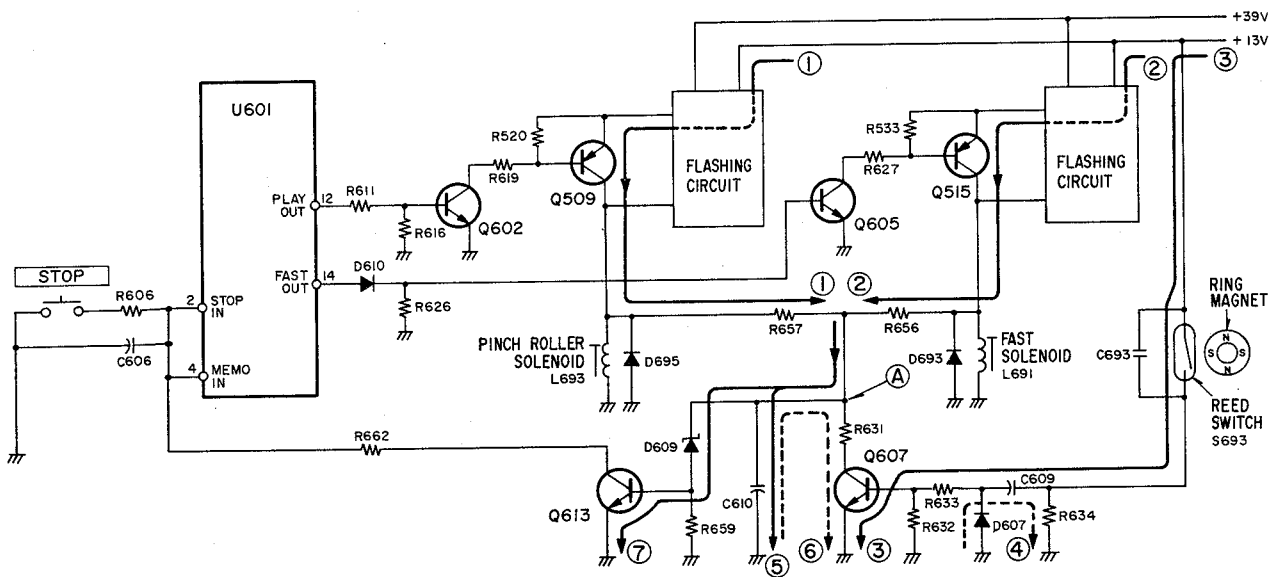 +39V
+13V
①
②
③
U601
R520
R619
Q509
FLASHING
CIRCUIT
R533
R627
Q515
FLASHING
CIRCUIT
PLAY
OUT
12
R611
R616
Q602
Q605
FAST
OUT
14
D610
R626
STOP
R606
2
STOP
IN
C606
4
MEMO
IN
①
②
R657
R656
PINCH ROLLER
SOLENOID
L693
D695
D693
FAST
SOLENOID
L691
C693
RING
MAGNET
N
S
S
N
REED
SWITCH
S693
A
R662
D609
R631
Q607
C609
Q613
C610
R659
R633
R632
D607
R634
⑦
⑤
⑥
③
④